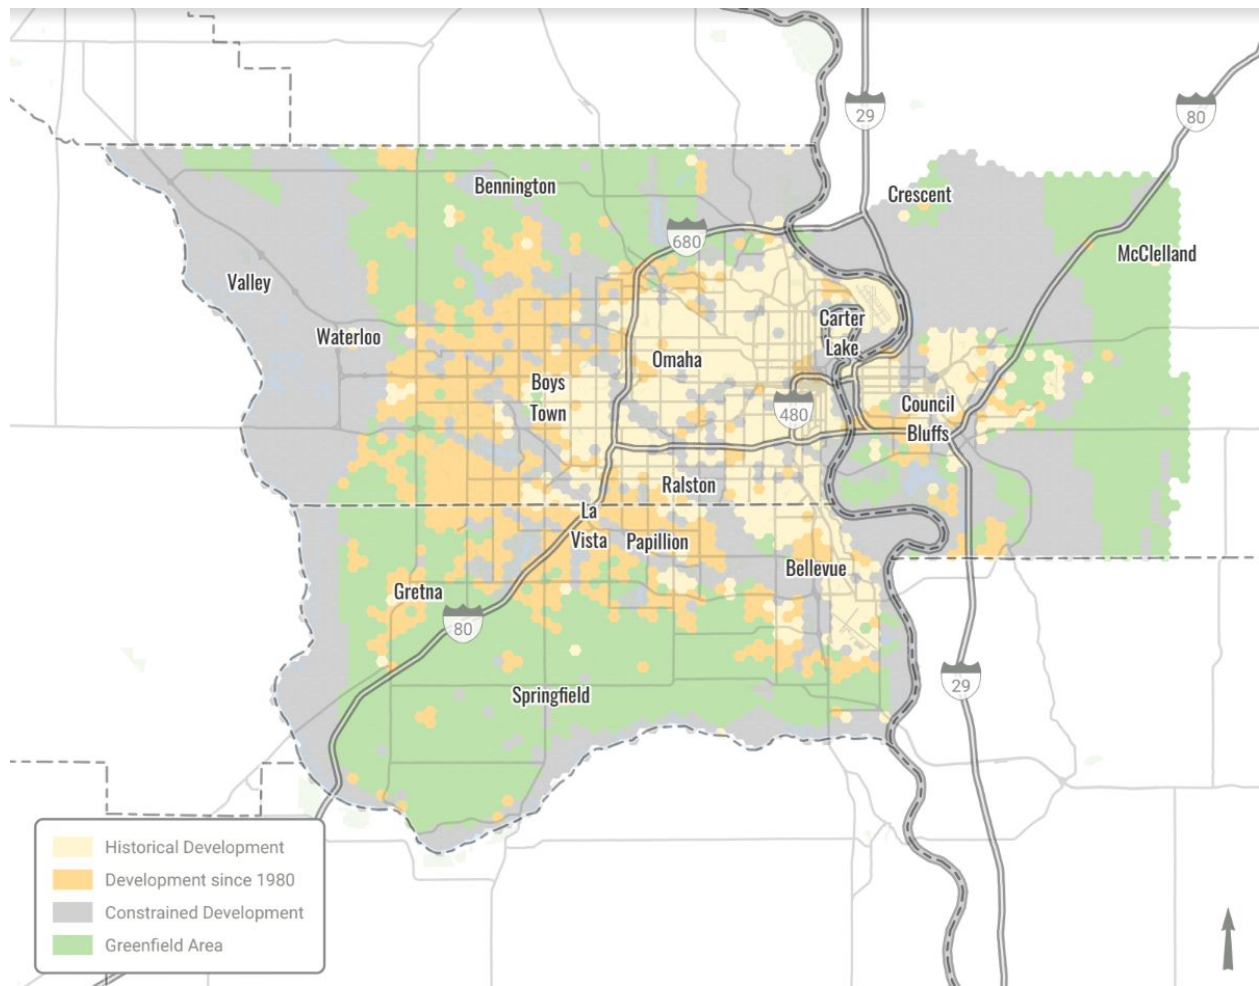 29
80
Crescent
Bennington
680
McClelland
Valley
Carter
Lake
Waterloo
Omaha
Boys
Town
480
Council
Bluffs
Ralston
La
Vista
Papillion
Bellevue
Gretna
80
29
Springfield
Historical Development
Development since 1980
Constrained Development
Greenfield Area